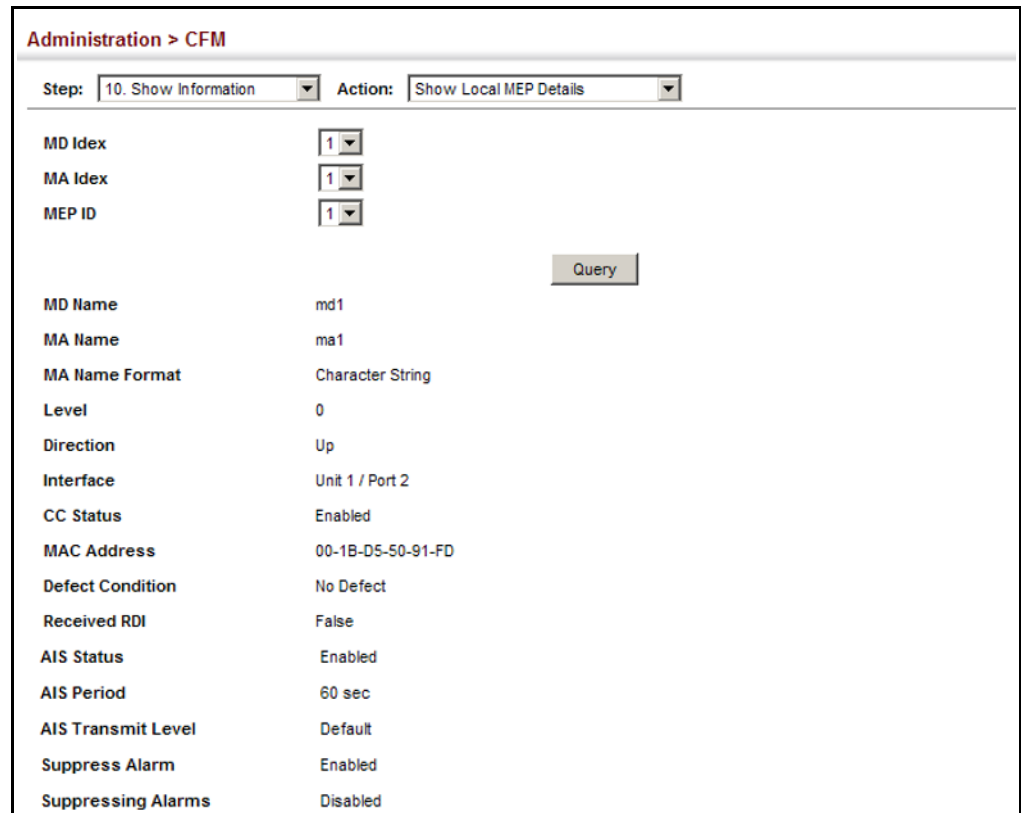 Administration > CFM
Step: 10. Show Information Action: Show Local MEP Details
MD Idex 1
MA Idex 1
MEP ID 1
Query
MD Name md1
MA Name ma1
MA Name Format Character String
Level 0
Direction Up
Interface Unit 1 / Port 2
CC Status Enabled
MAC Address 00-1B-D5-50-91-FD
Defect Condition No Defect
Received RDI False
AIS Status Enabled
AIS Period 60 sec
AIS Transmit Level Default
Suppress Alarm Enabled
Suppressing Alarms Disabled